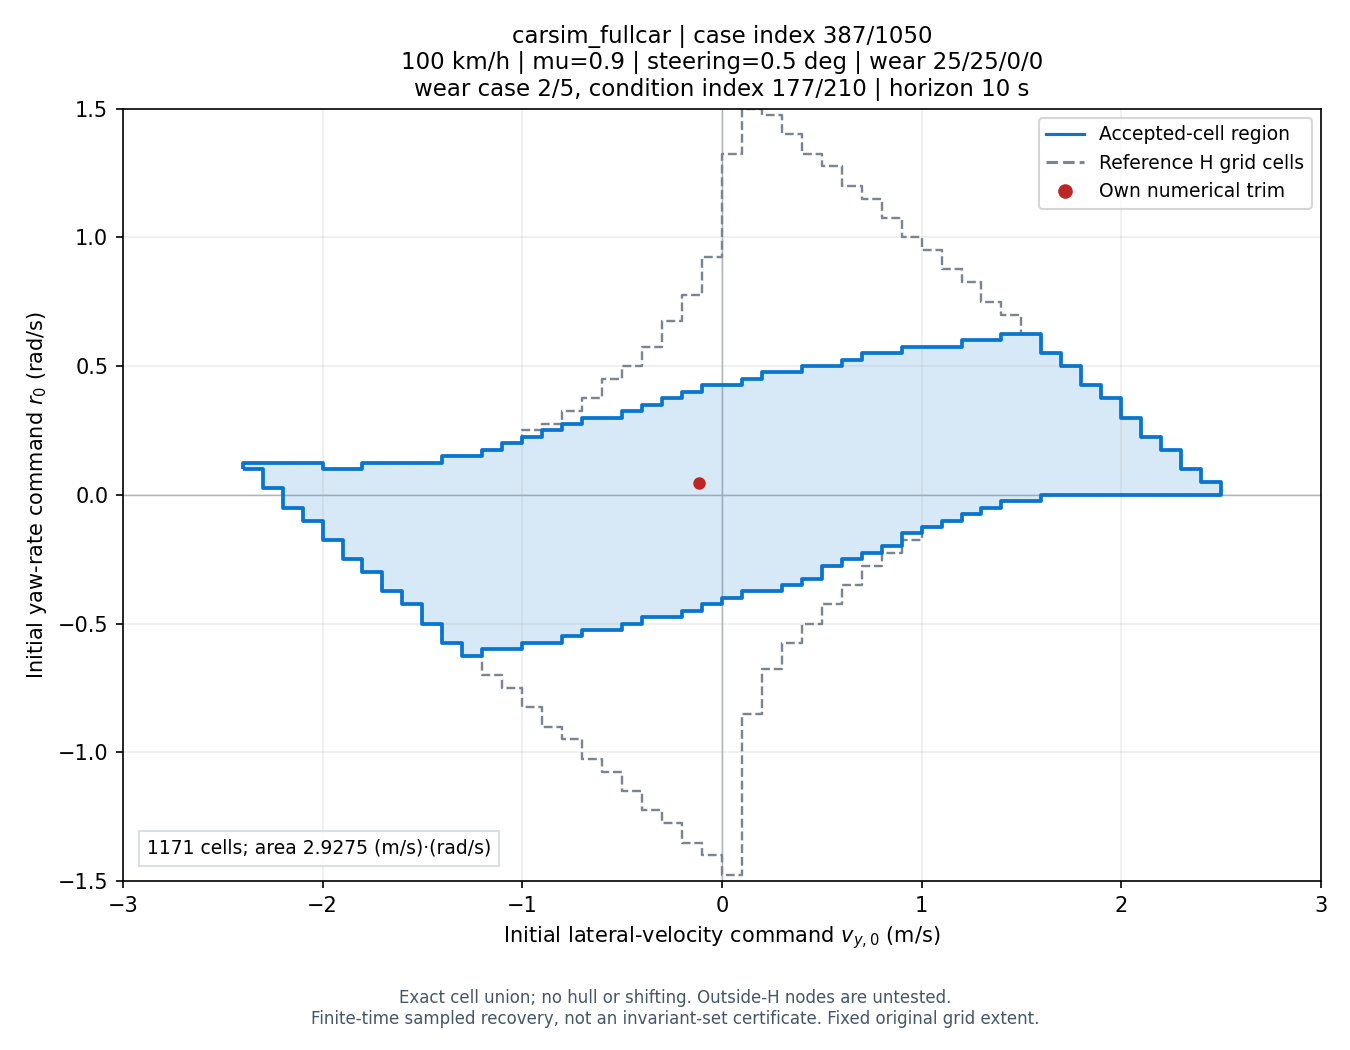 carsim_fullcar | case index 387/1050
100 km/h | mu=0.9 | steering=0.5 deg | wear 25/25/0/0
wear case 2/5, condition index 177/210 | horizon 10 s
Accepted-cell region
Reference H grid cells
Own numerical trim
1.5
1.0
0.5
0.0
−0.5
−1.0
−1.5
Initial yaw-rate command r₀ (rad/s)
1171 cells; area 2.9275 (m/s)·(rad/s)
−3 −2 −1 0 1 2 3
Initial lateral-velocity command v_{y,0} (m/s)
Exact cell union; no hull or shifting. Outside-H nodes are untested.
Finite-time sampled recovery, not an invariant-set certificate. Fixed original grid extent.